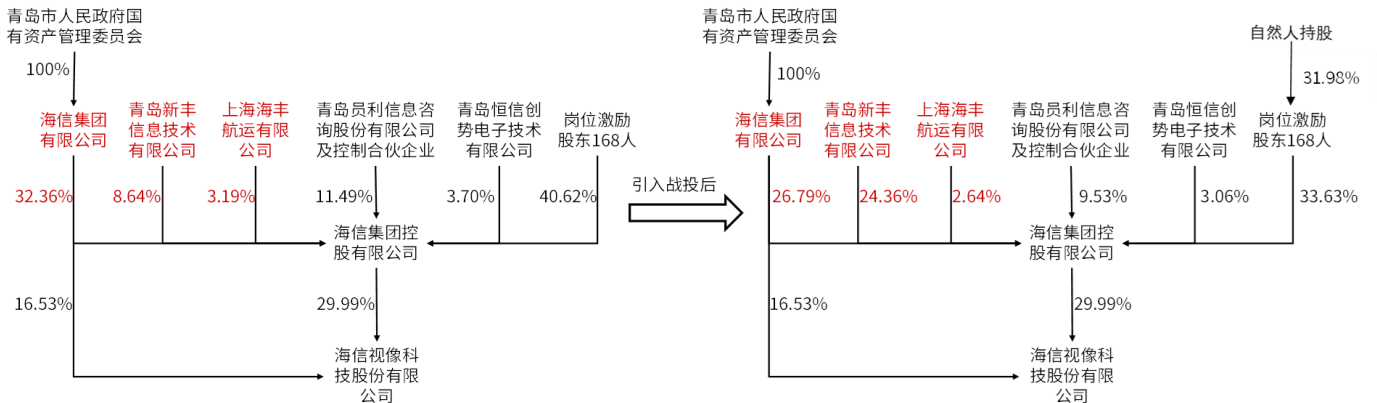 青岛市人民政府国
有资产管理委员会
100%
海信集团
有限公司
青岛新丰
信息技术
有限公司
上海海丰
航运有限
公司
青岛员利信息咨
询股份有限公司
及控制合伙企业
青岛恒信创
势电子技术
有限公司
岗位激励
股东168人
32.36%
8.64%
3.19%
11.49%
3.70%
40.62%
海信集团控
股有限公司
16.53%
29.99%
海信视像科
技股份有限
公司
引入战投后
青岛市人民政府国
有资产管理委员会
自然人持股
100%
31.98%
海信集团
有限公司
青岛新丰
信息技术
有限公司
上海海丰
航运有限
公司
青岛员利信息咨
询股份有限公司
及控制合伙企业
青岛恒信创
势电子技术
有限公司
岗位激励
股东168人
26.79%
24.36%
2.64%
9.53%
3.06%
33.63%
海信集团控
股有限公司
16.53%
29.99%
海信视像科
技股份有限
公司